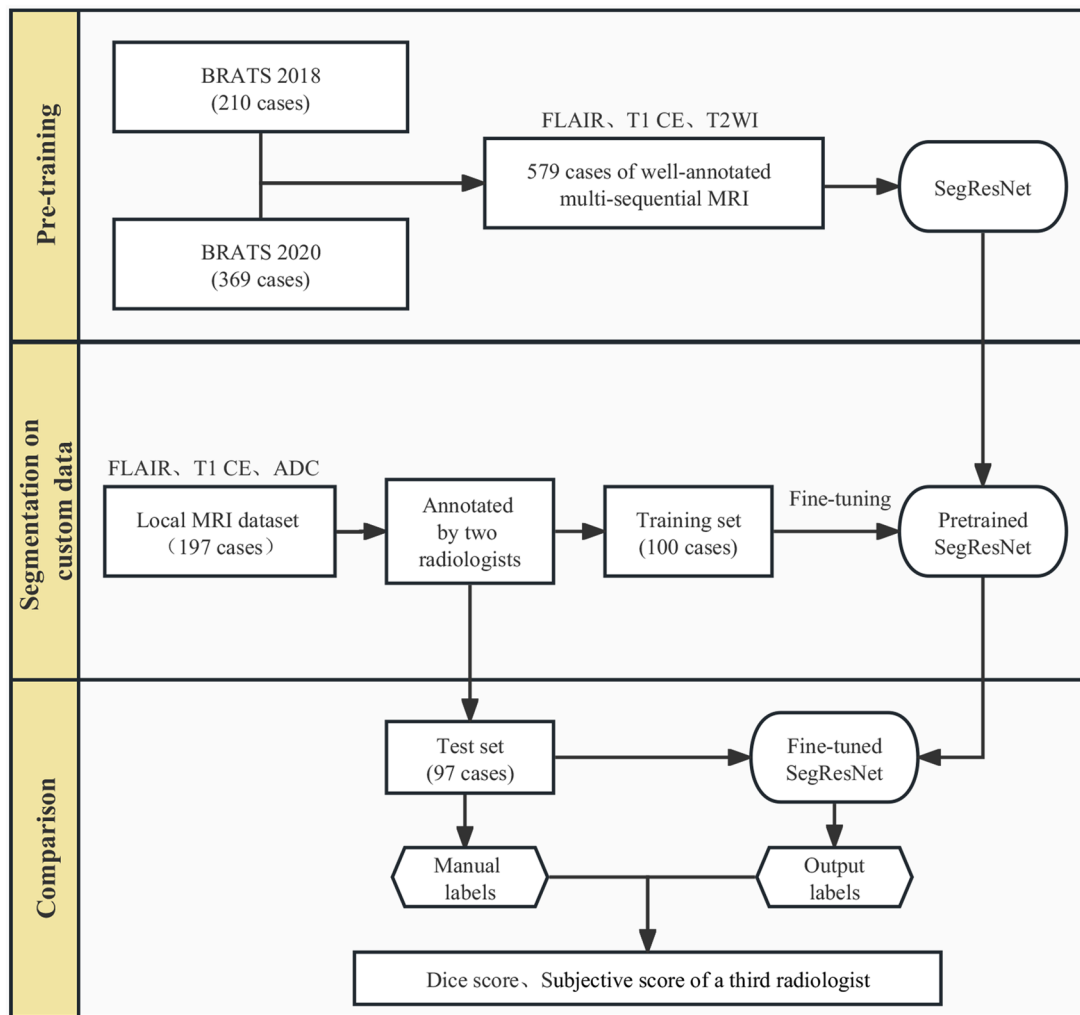 Pre-training
BRATS 2018
(210 cases)
BRATS 2020
(369 cases)
FLAIR、T1 CE、T2WI
579 cases of well-annotated
multi-sequential MRI
SegResNet
Segmentation on
custom data
FLAIR、T1 CE、ADC
Local MRI dataset
（197 cases）
Annotated
by two
radiologists
Training set
(100 cases)
Fine-tuning
Pretrained
SegResNet
Comparison
Test set
(97 cases)
Fine-tuned
SegResNet
Manual
labels
Output
labels
Dice score、Subjective score of a third radiologist